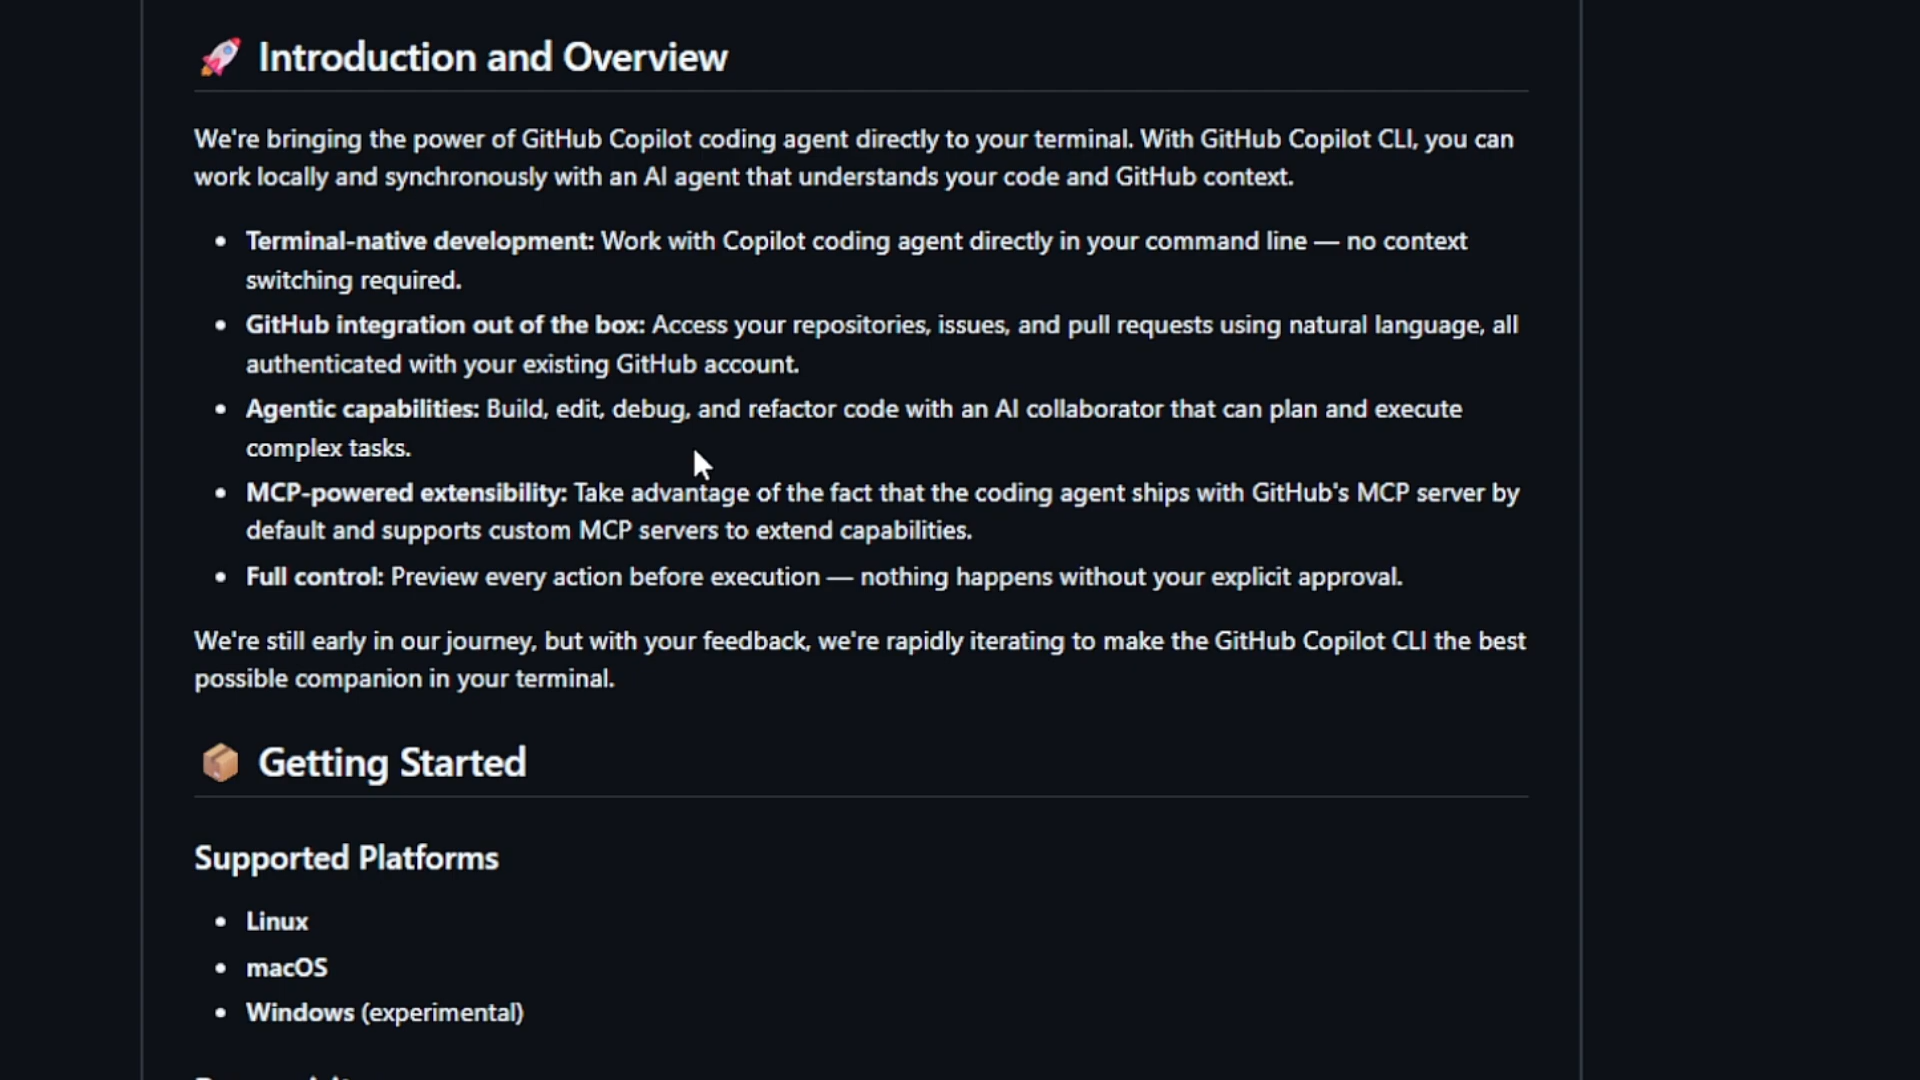 🚀 Introduction and Overview
We're bringing the power of GitHub Copilot coding agent directly to your terminal. With GitHub Copilot CLI, you can
work locally and synchronously with an AI agent that understands your code and GitHub context.
• Terminal-native development: Work with Copilot coding agent directly in your command line — no context
switching required.
• GitHub integration out of the box: Access your repositories, issues, and pull requests using natural language, all
authenticated with your existing GitHub account.
• Agentic capabilities: Build, edit, debug, and refactor code with an AI collaborator that can plan and execute
complex tasks.
• MCP-powered extensibility: Take advantage of the fact that the coding agent ships with GitHub's MCP server by
default and supports custom MCP servers to extend capabilities.
• Full control: Preview every action before execution — nothing happens without your explicit approval.
We're still early in our journey, but with your feedback, we're rapidly iterating to make the GitHub Copilot CLI the best
possible companion in your terminal.
📦 Getting Started
Supported Platforms
• Linux
• macOS
• Windows (experimental)